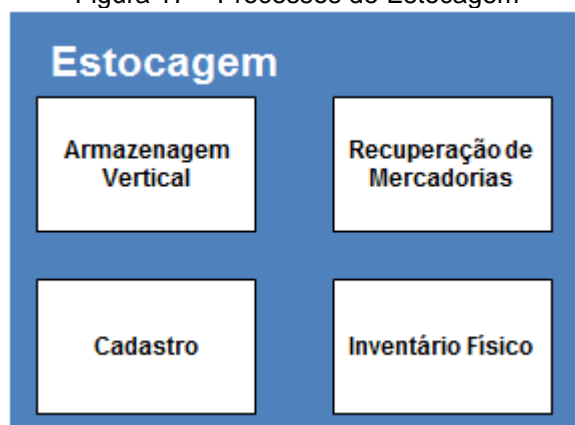 Figura 17 – Processos de Estocagem
Estocagem
Armazenagem
Vertical
Recuperação de
Mercadorias
Cadastro
Inventário Físico